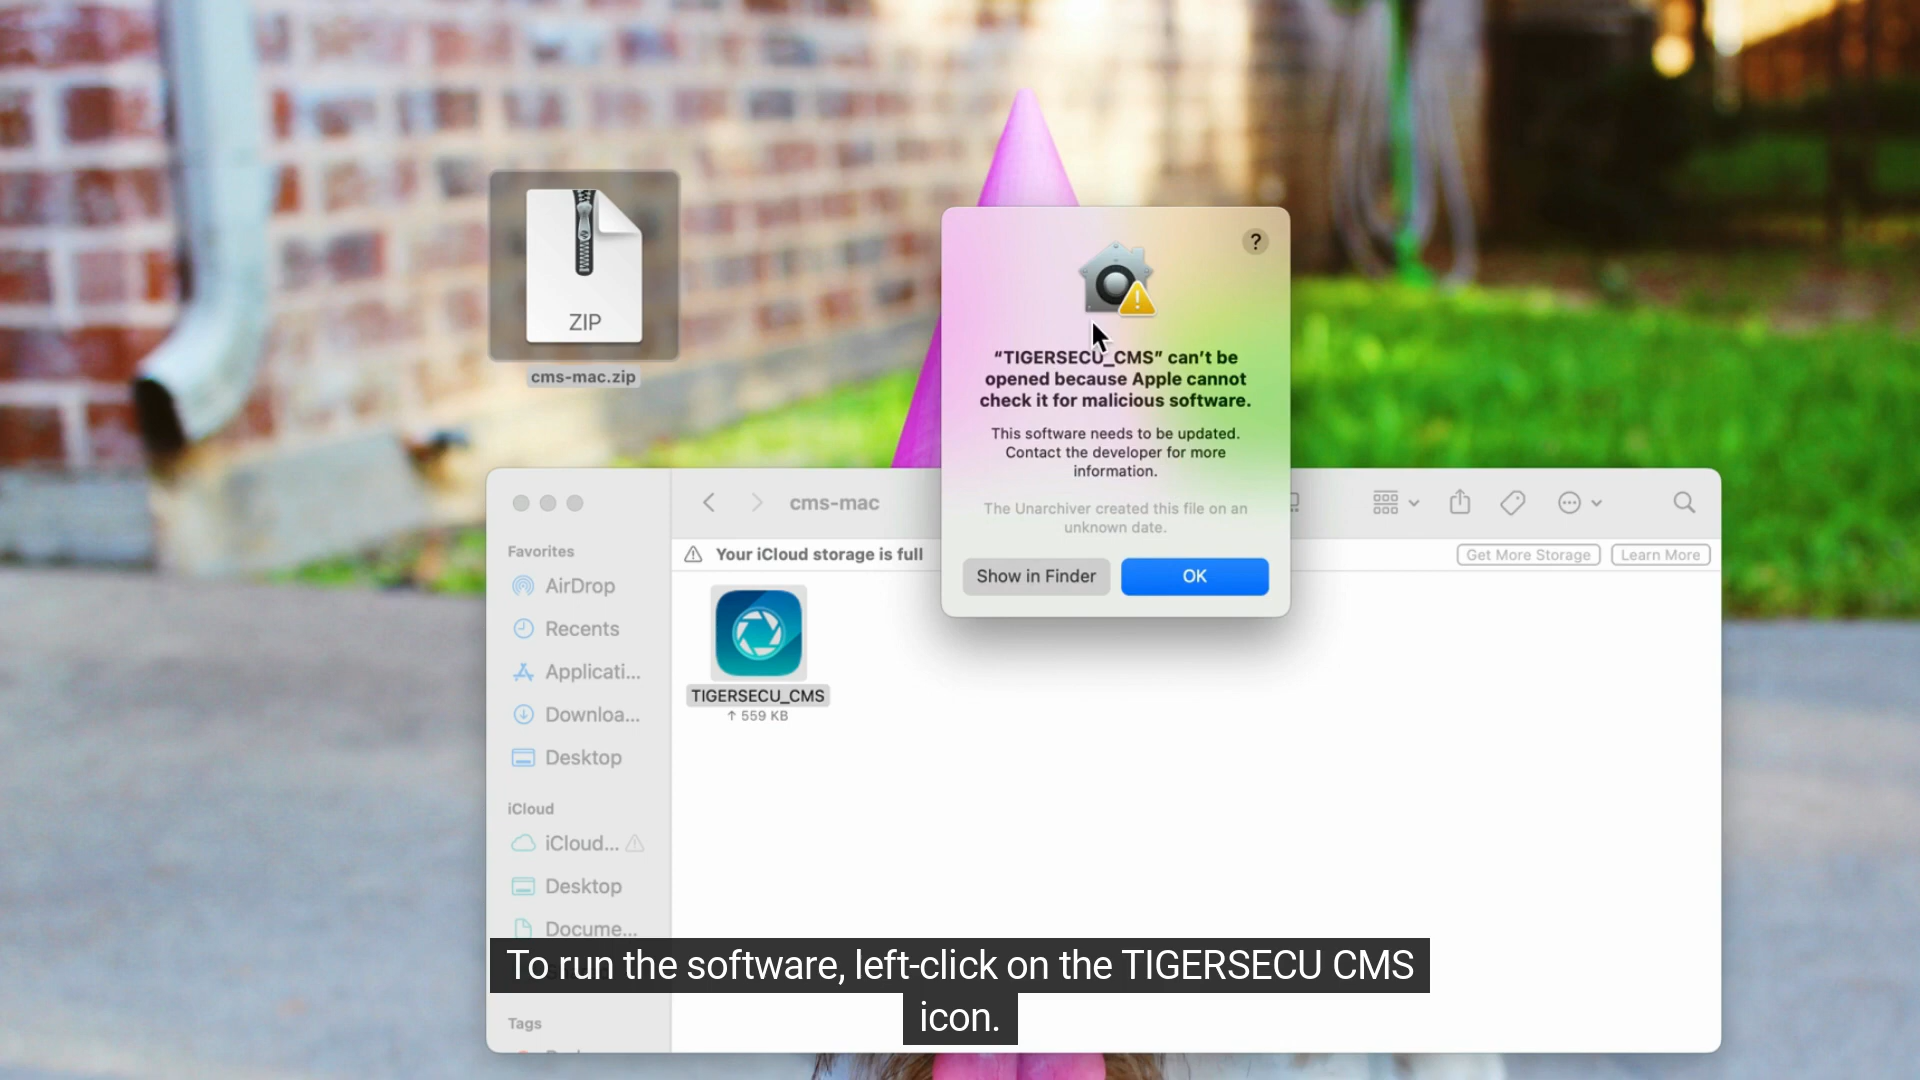 ZIP
cms-mac.zip
?
“TIGERSECU_CMS” can’t be
opened because Apple cannot
check it for malicious software.
This software needs to be updated.
Contact the developer for more
information.
The Unarchiver created this file on an
unknown date.
Show in Finder
OK
cms-mac
Your iCloud storage is full
Get More Storage
Learn More
Favorites
AirDrop
Recents
Applicati...
Downloa...
Desktop
iCloud
iCloud...
Desktop
Docume...
Tags
TIGERSECU_CMS
↑ 559 KB
To run the software, left-click on the TIGERSECU CMS
icon.